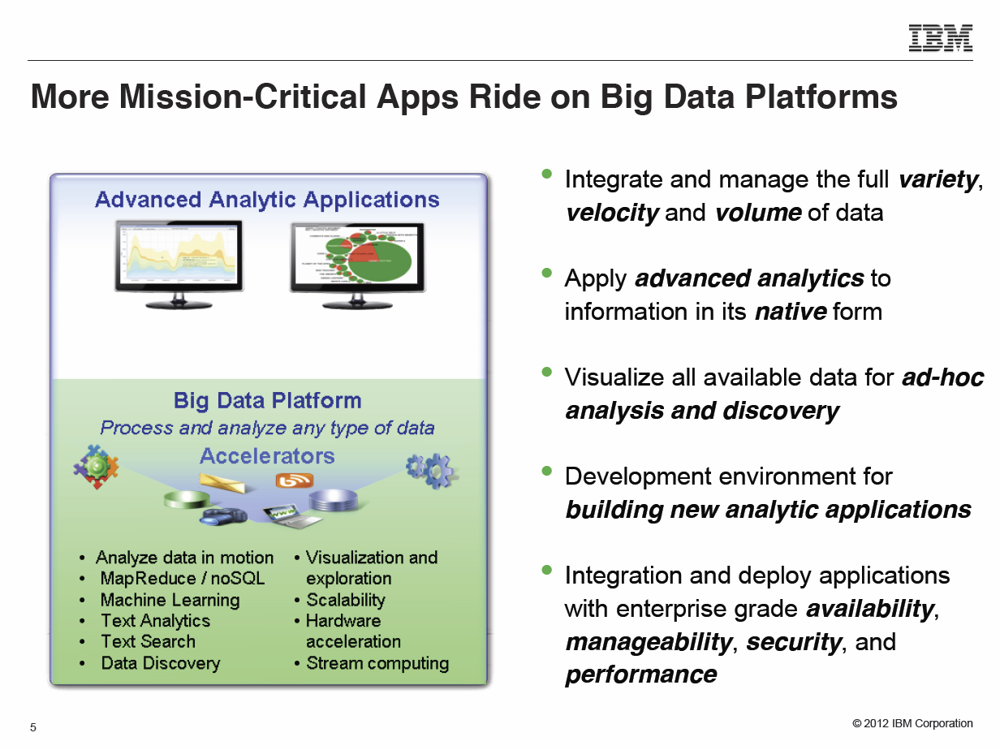 IBM
More Mission-Critical Apps Ride on Big Data Platforms
Advanced Analytic Applications
Big Data Platform
Process and analyze any type of data
Accelerators
• Analyze data in motion
• MapReduce / noSQL
• Machine Learning
• Text Analytics
• Text Search
• Data Discovery
• Visualization and
exploration
• Scalability
• Hardware
acceleration
• Stream computing
• Integrate and manage the full variety,
velocity and volume of data
• Apply advanced analytics to
information in its native form
• Visualize all available data for ad-hoc
analysis and discovery
• Development environment for
building new analytic applications
• Integration and deploy applications
with enterprise grade availability,
manageability, security, and
performance
5
© 2012 IBM Corporation